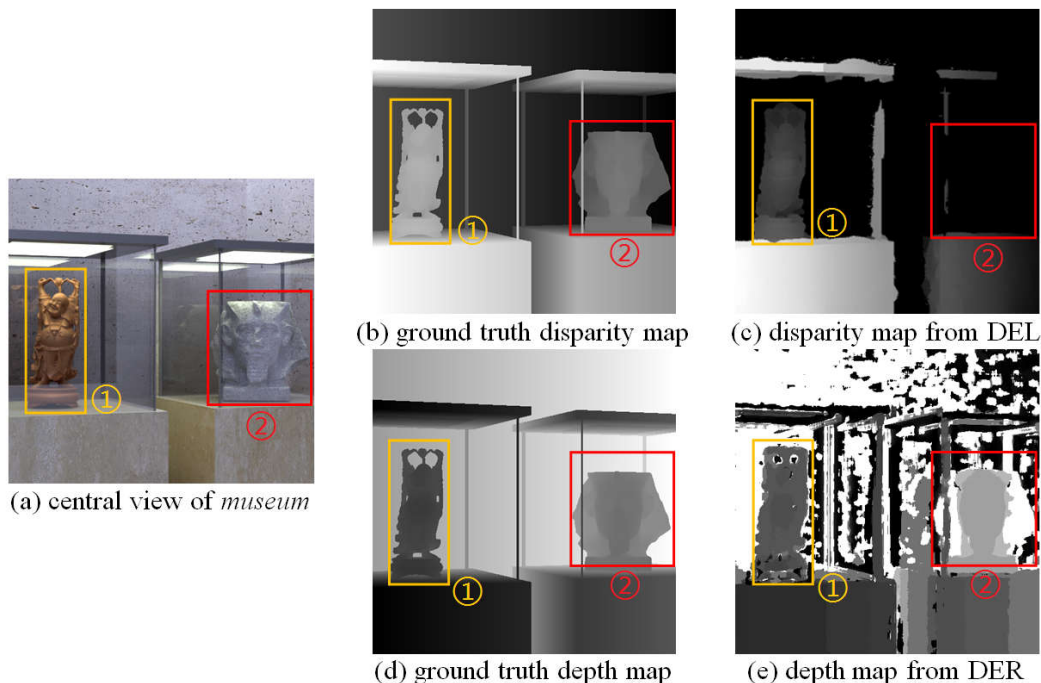 ①
②
(a) central view of museum
①
②
(b) ground truth disparity map
①
②
(c) disparity map from DEL
①
②
(d) ground truth depth map
①
②
(e) depth map from DER